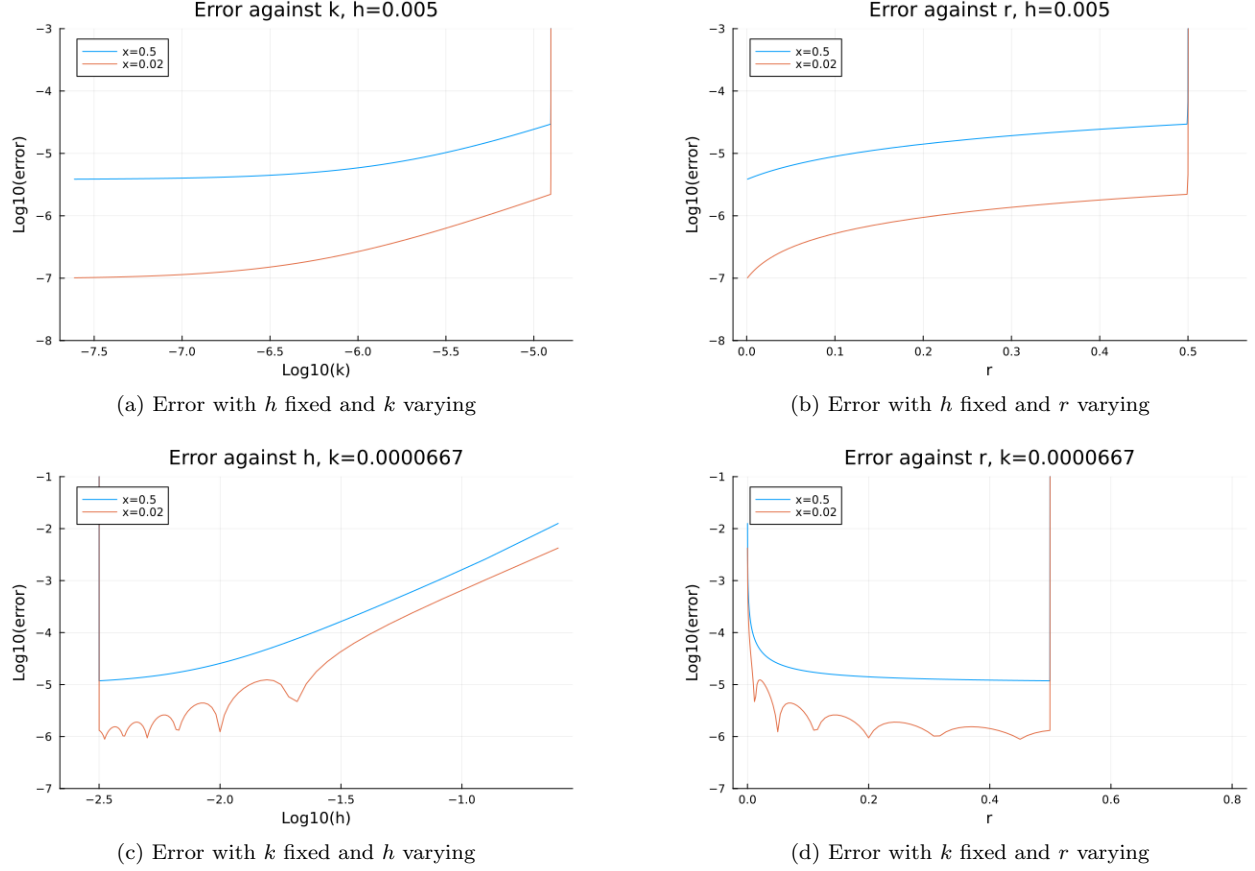 Error against k, h=0.005
x=0.5
x=0.02
Log10(error)
−3
−4
−5
−6
−7
−8
−7.5
−7.0
−6.5
−6.0
−5.5
−5.0
Log10(k)
(a) Error with h fixed and k varying
Error against r, h=0.005
x=0.5
x=0.02
Log10(error)
−3
−4
−5
−6
−7
−8
0.0
0.1
0.2
0.3
0.4
0.5
r
(b) Error with h fixed and r varying
Error against h, k=0.0000667
x=0.5
x=0.02
Log10(error)
−1
−2
−3
−4
−5
−6
−7
−2.5
−2.0
−1.5
−1.0
Log10(h)
(c) Error with k fixed and h varying
Error against r, k=0.0000667
x=0.5
x=0.02
Log10(error)
−1
−2
−3
−4
−5
−6
−7
0.0
0.2
0.4
0.6
0.8
r
(d) Error with k fixed and r varying